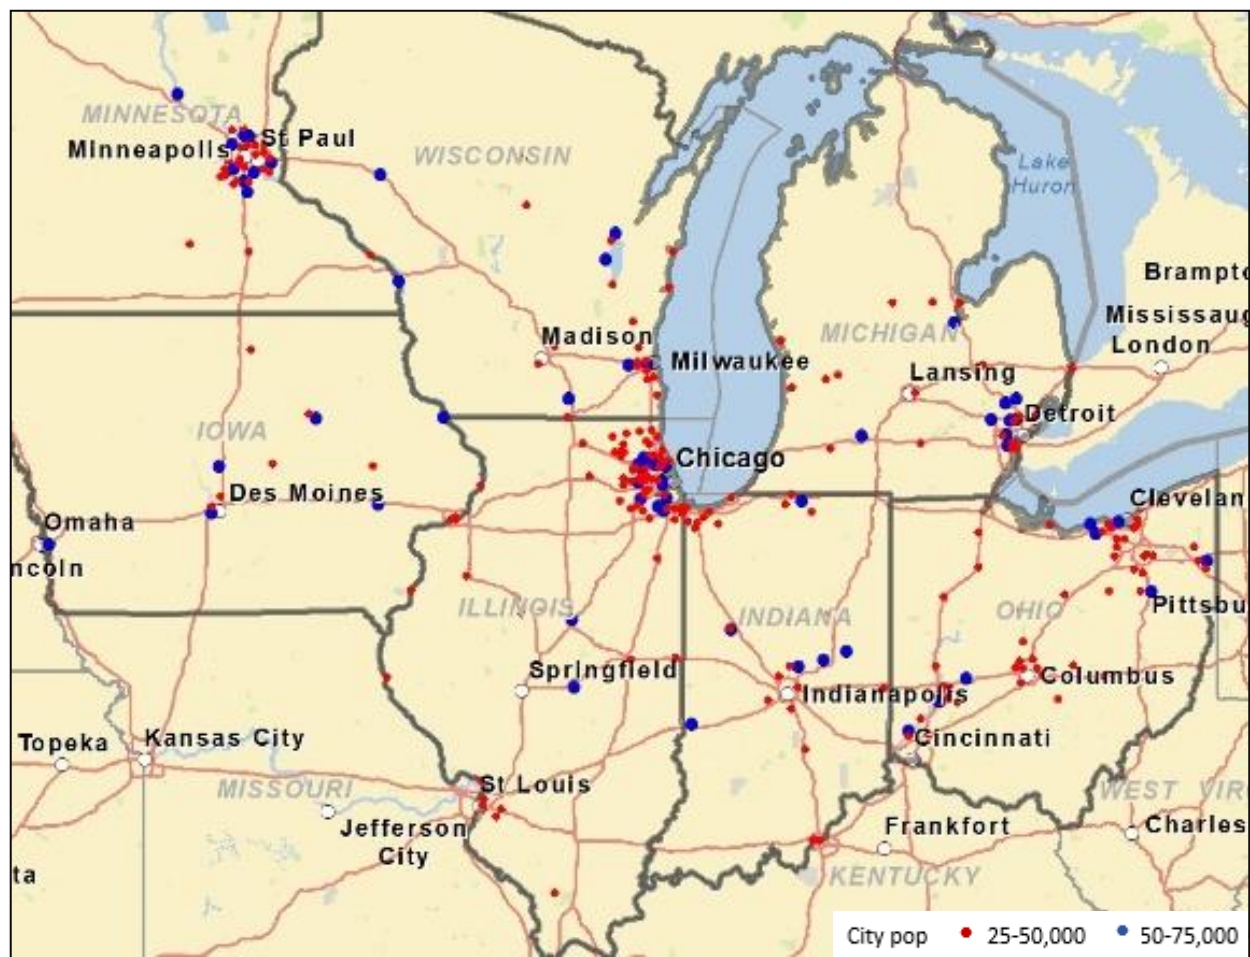 MINNESOTA
St Paul
Minneapolis
WISCONSIN
Lake
Huron
Brampto
Mississaug
Madison
MICHIGAN
London
Milwaukee
Lansing
Detroit
IOWA
Chicago
Des Moines
Clevelan
Omaha
ncoln
ILLINOIS
INDIANA
OHIO
Pittsbu
Springfield
Columbus
Indianapolis
Topeka
Kansas City
Cincinnati
St Louis
MISSOURI
WEST VIR
Jefferson
City
Frankfort
Charles
ta
KENTUCKY
City pop 25-50,000 50-75,000